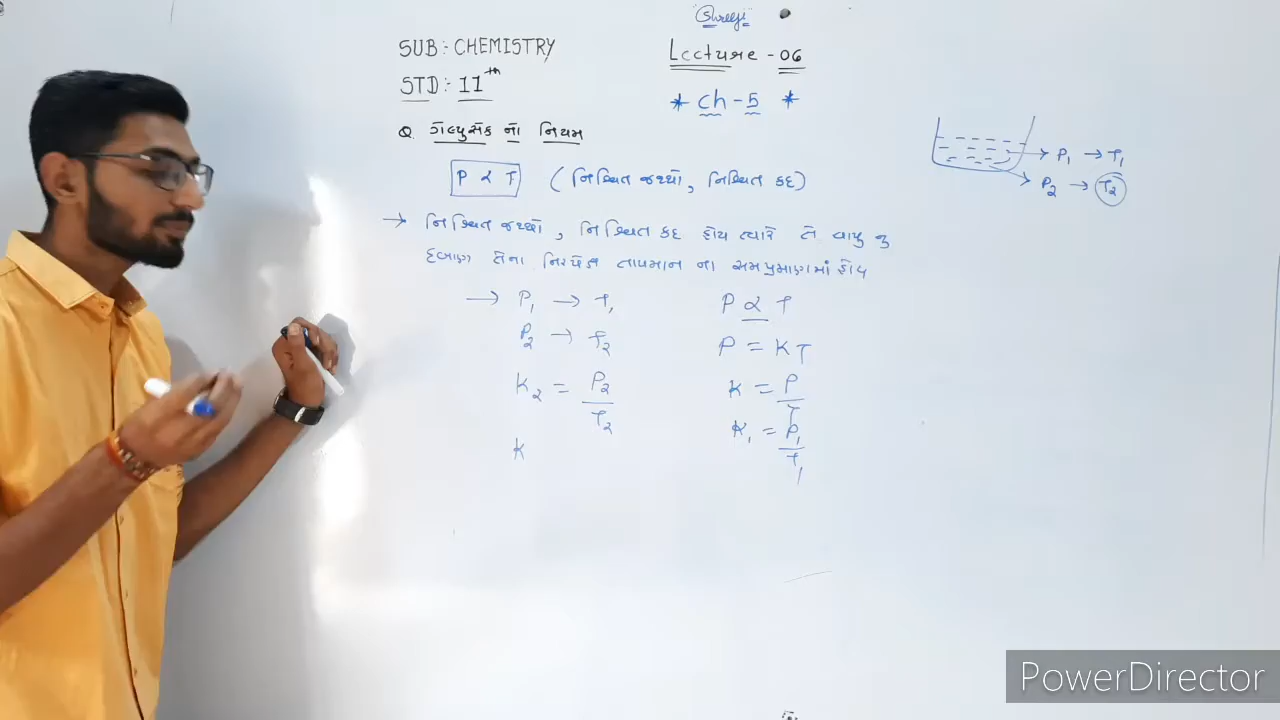 Shreeji
SUB:- CHEMISTRY
Lecture - 06
STD:- 11th
* Ch - 5 *
Q ગેલ્યુસેક નો નિયમ
P ∝ T (નિશ્ચિત જથ્થો, નિશ્ચિત કદ)
P₁ → T₁
P₂ → T₂
→ નિશ્ચિત જથ્થો, નિશ્ચિત કદ હોય ત્યારે તે વાયુ નુ
દબાણ તેના નિરપેક્ષ તાપમાન ના સમપ્રમાણમાં હોય
→ P₁ → T₁
P₂ → T₂
K₂ = P₂/T₂
K
P ∝ T
P = KT
K = P/T
K₁ = P₁/T₁
PowerDirector